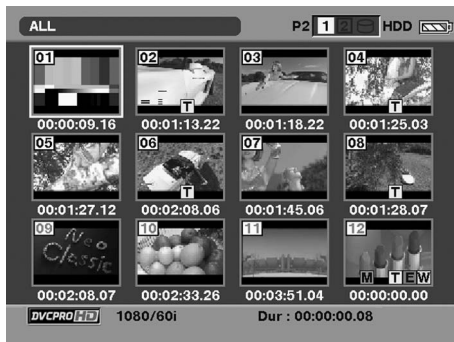 ALL P2 1 2 HDD
01 02 03 04
T T
00:00:09.16 00:01:13.22 00:01:18.22 00:01:25.03
05 06 07 08
T T
00:01:27.12 00:02:08.06 00:01:45.06 00:01:28.07
09 10 11 12
Neo
Classic
M T E W
00:02:08.07 00:02:33.26 00:03:51.04 00:00:00.00
DVCPRO HD 1080/60i Dur : 00:00:00.08